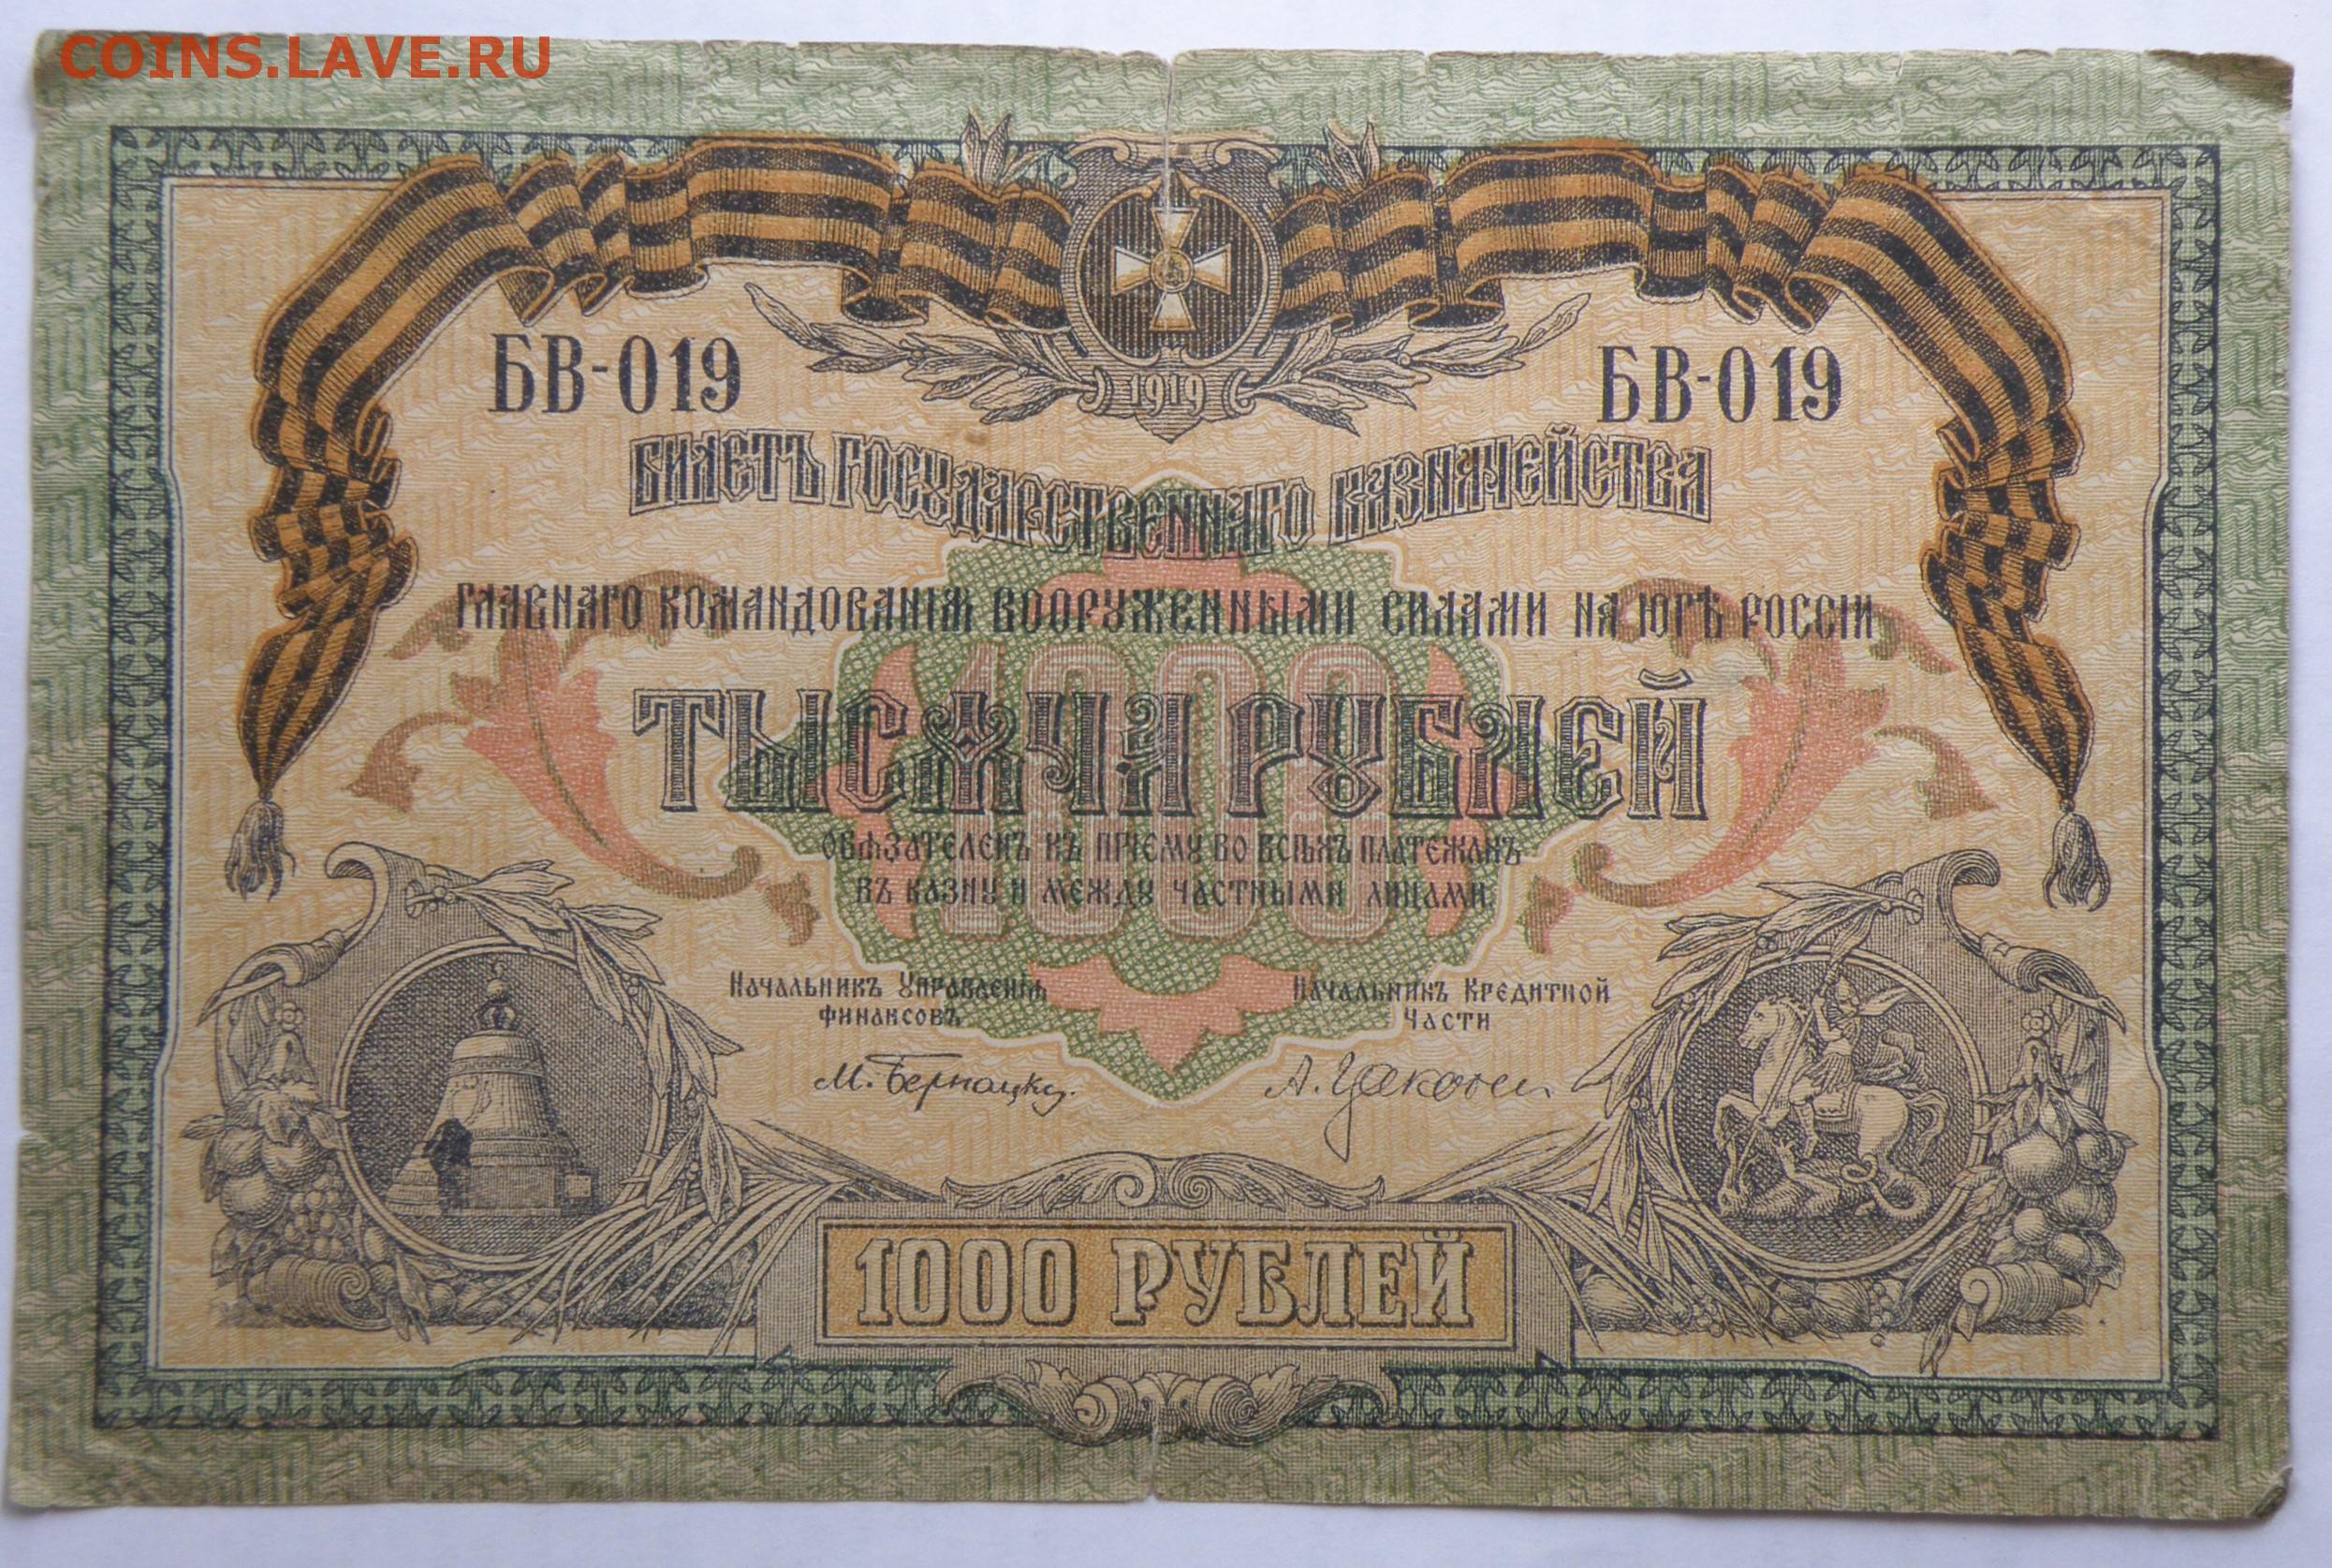 COINS.LAVE.RU
1919
БВ-019 БВ-019
БИЛЕТЪ ГОСУДАРСТВЕННАГО КАЗНАЧЕЙСТВА
ГЛАВНАГО КОМАНДОВАНІЯ ВООРУЖЕННЫМИ СИЛАМИ НА ЮГѢ РОССІИ
1000
ТЫСЯЧА РУБЛЕЙ
ОБЯЗАТЕЛЕНЪ КЪ ПРІЕМУ ВО ВСѢХЪ ПЛАТЕЖАХЪ
ВЪ КАЗНУ И МЕЖДУ ЧАСТНЫМИ ЛИЦАМИ.
1000
НАЧАЛЬНИКЪ УПРАВЛЕНІЯ НАЧАЛЬНИКЪ КРЕДИТНОЙ
ФИНАНСОВЪ ЧАСТИ
М. Бернацкій.
1000 РУБЛЕЙ